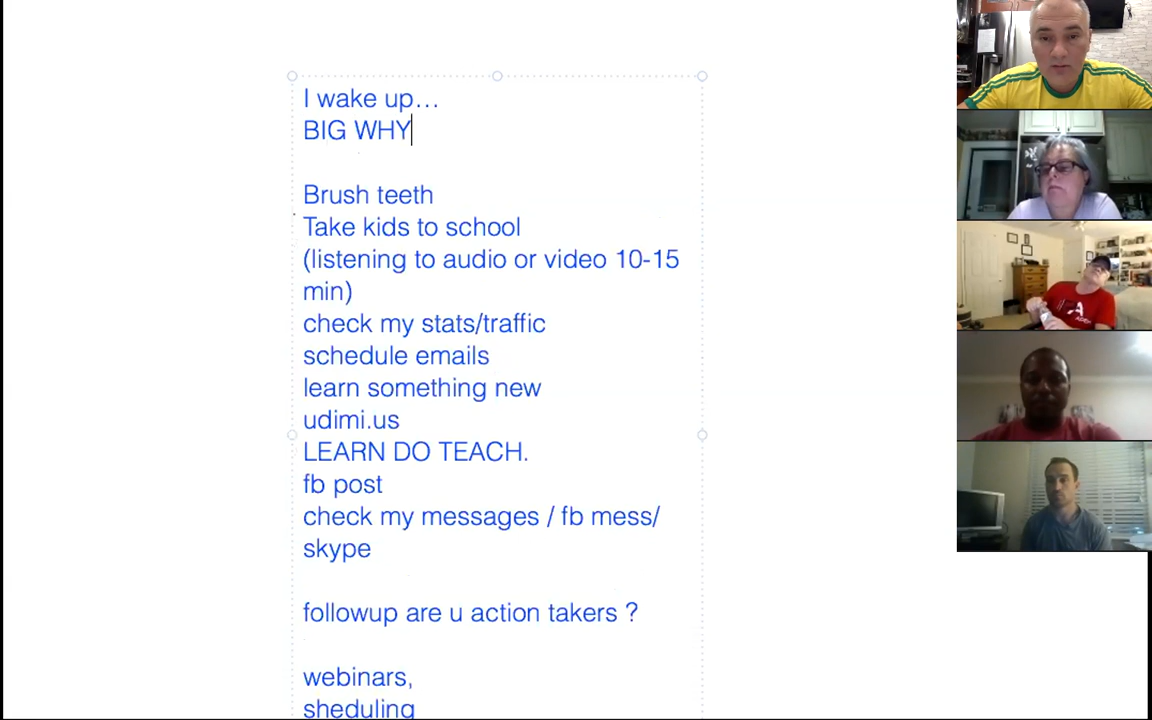 I wake up...
BIG WHY
Brush teeth
Take kids to school
(listening to audio or video 10-15
min)
check my stats/traffic
schedule emails
learn something new
udimi.us
LEARN DO TEACH.
fb post
check my messages / fb mess/
skype
followup are u action takers ?
webinars,
sheduling